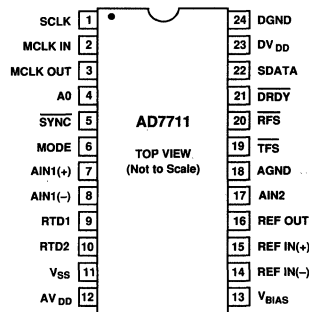 SCLK 1 24 DGND
MCLK IN 2 23 DVDD
MCLK OUT 3 22 SDATA
A0 4 21 DRDY
SYNC 5 20 RFS
MODE 6 19 TFS
AIN1(+) 7 18 AGND
AIN1(–) 8 17 AIN2
RTD1 9 16 REF OUT
RTD2 10 15 REF IN(+)
VSS 11 14 REF IN(–)
AVDD 12 13 VBIAS
AD7711
TOP VIEW
(Not to Scale)